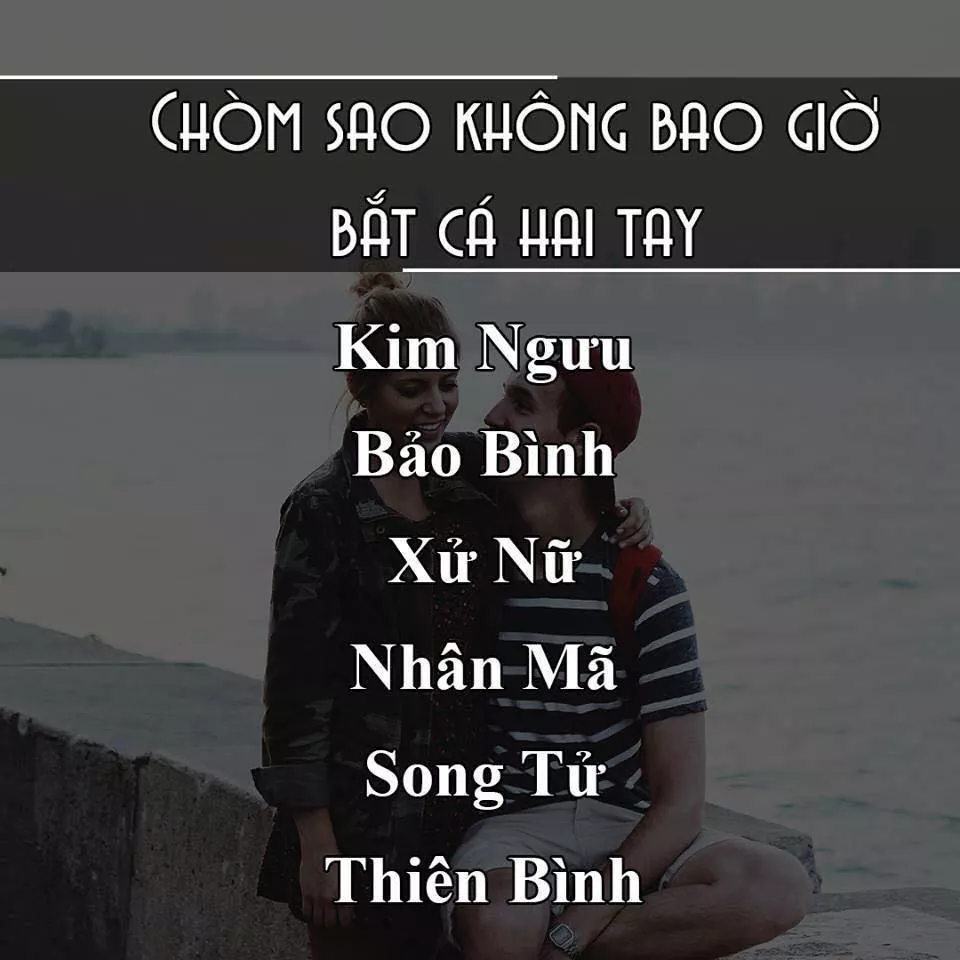 Chòm sao không bao giờ
bắt cá hai tay
Kim Ngưu
Bảo Bình
Xử Nữ
Nhân Mã
Song Tử
Thiên Bình